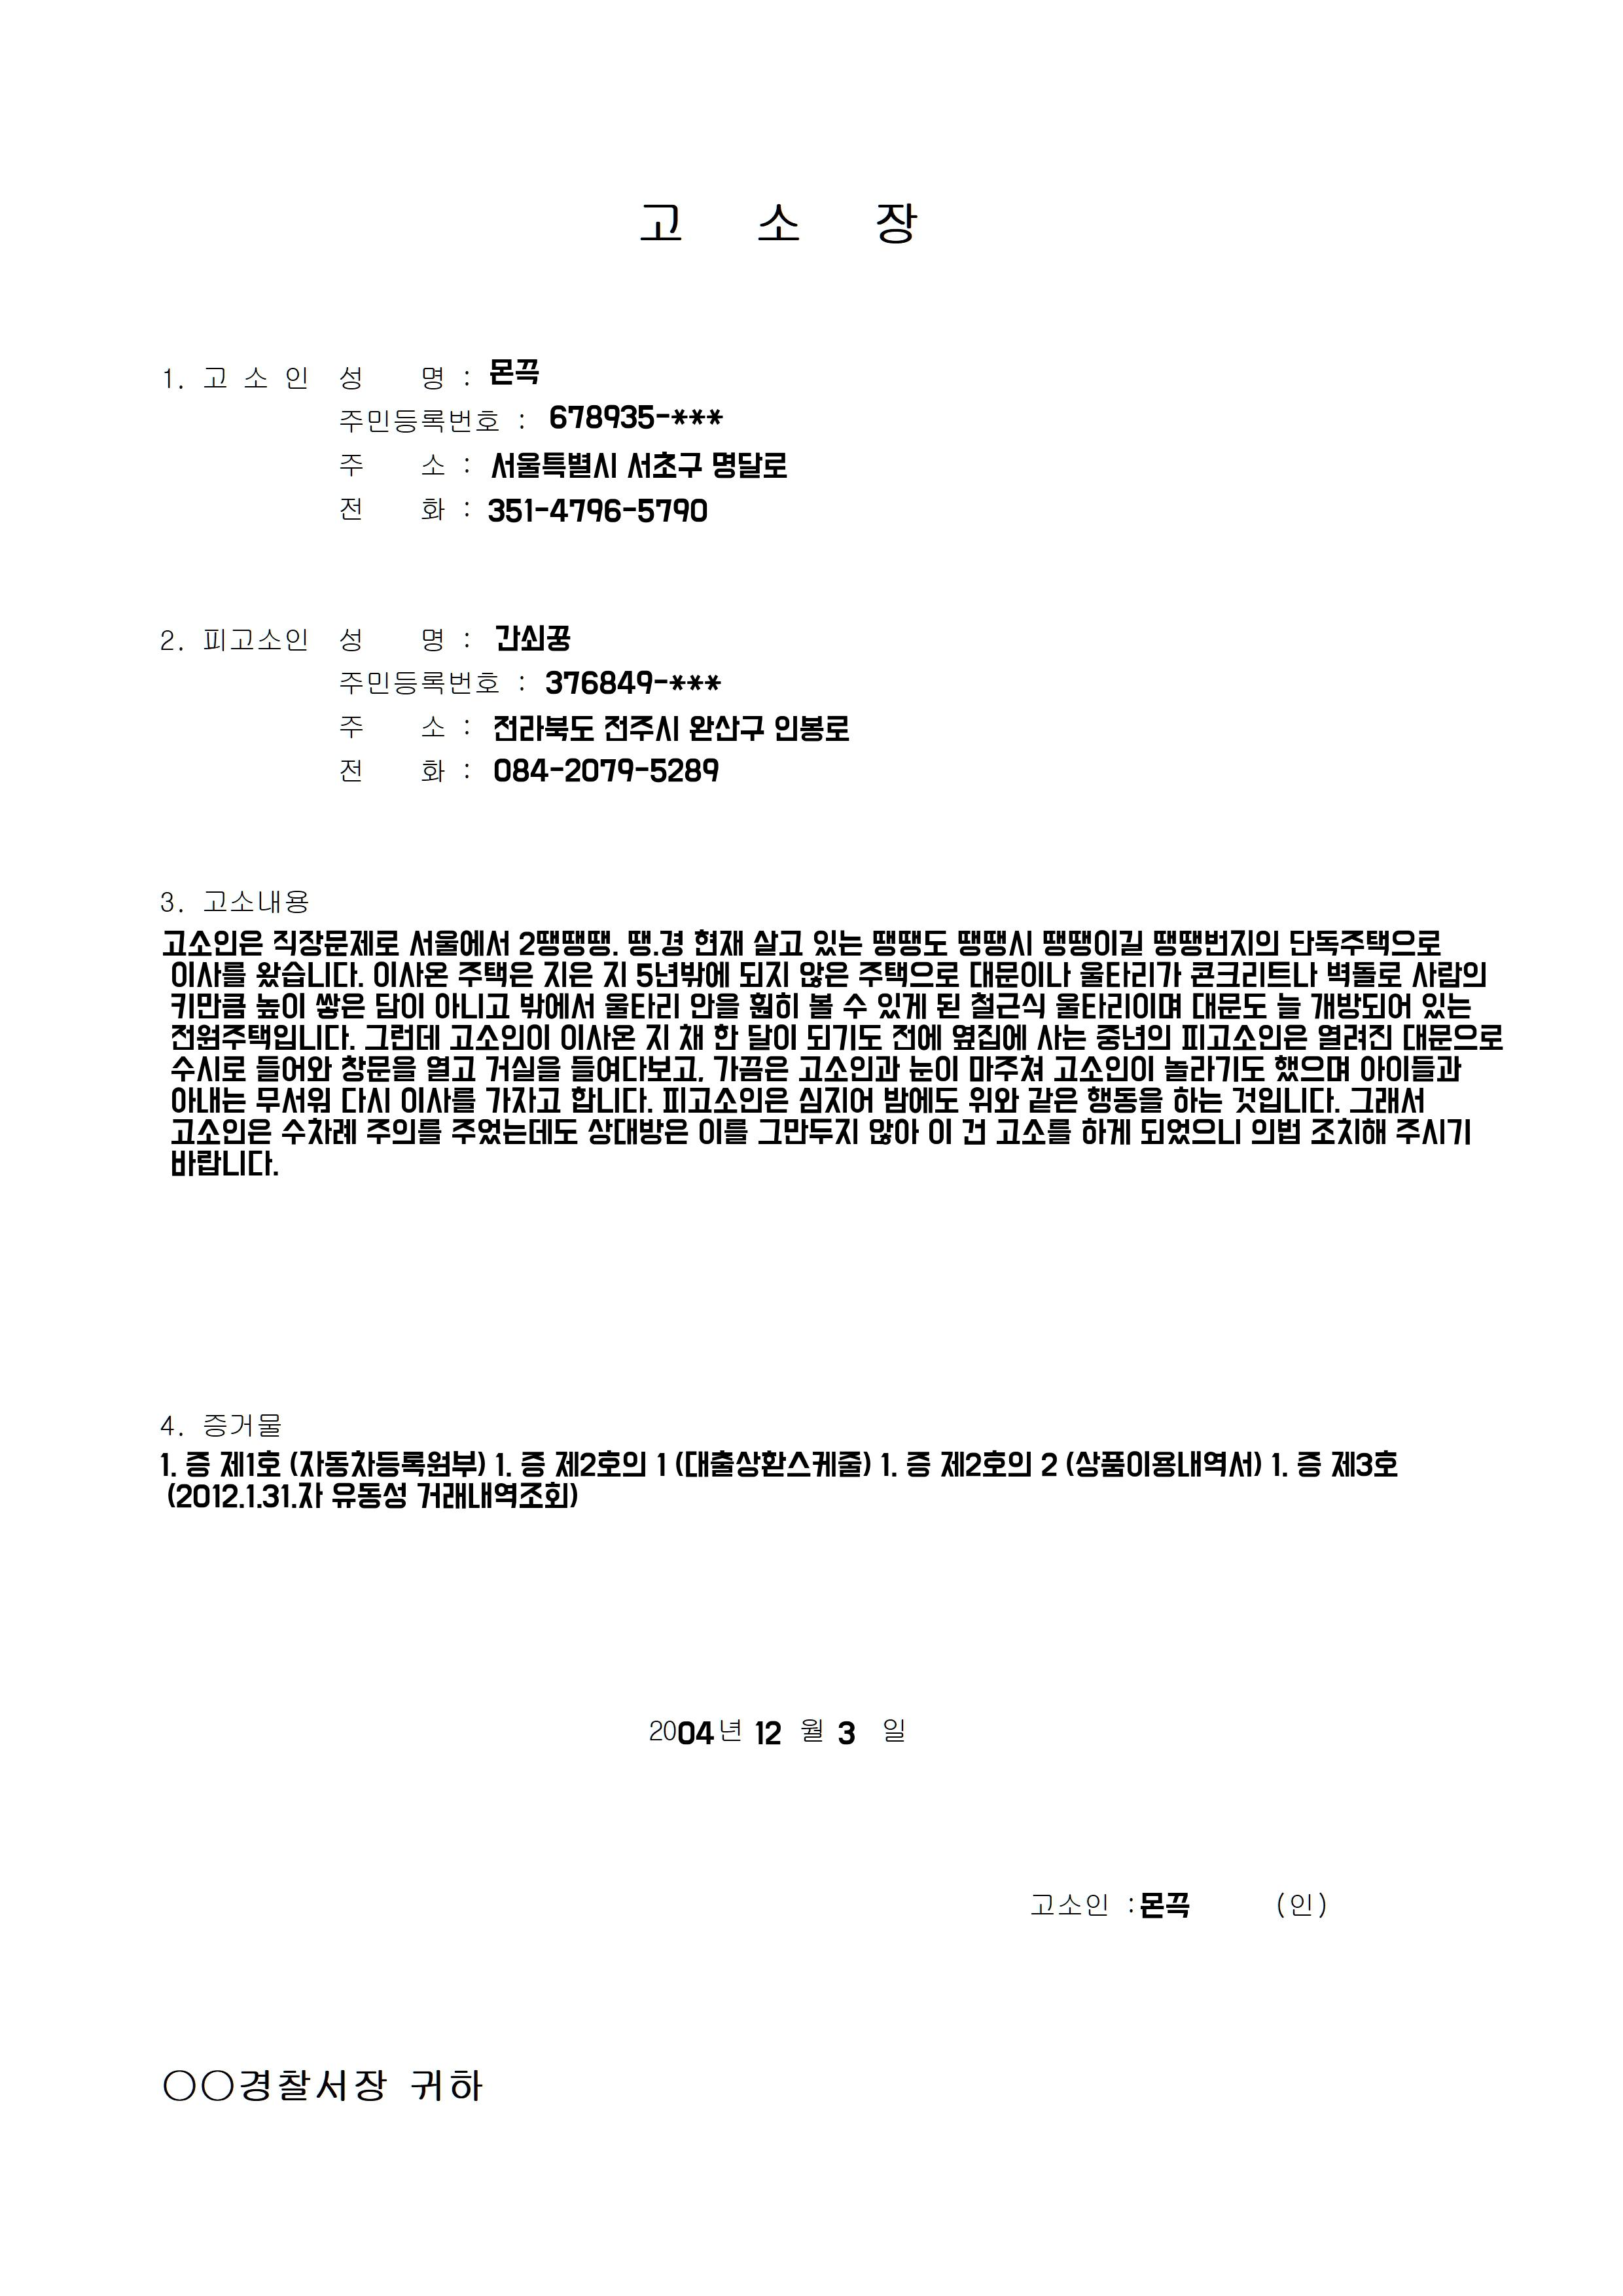 고 소 장
1. 고 소 인 성 명 : 몬끅
주민등록번호 : 678935-***
주 소 : 서울특별시 서초구 명달로
전 화 : 351-4796-5790
2. 피고소인 성 명 : 간쇠꿍
주민등록번호 : 376849-***
주 소 : 전라북도 전주시 완산구 인봉로
전 화 : 084-2079-5289
3. 고소내용
고소인은 직장문제로 서울에서 2땡땡땡. 땡.경 현재 살고 있는 땡땡도 땡땡시 땡땡이길 땡땡번지의 단독주택으로
이사를 왔습니다. 이사온 주택은 지은 지 5년밖에 되지 않은 주택으로 대문이나 울타리가 콘크리트나 벽돌로 사람의
키만큼 높이 쌓은 담이 아니고 밖에서 울타리 안을 훤히 볼 수 있게 된 철근식 울타리이며 대문도 늘 개방되어 있는
전원주택입니다. 그런데 고소인이 이사온 지 채 한 달이 되기도 전에 옆집에 사는 중년의 피고소인은 열려진 대문으로
수시로 들어와 창문을 열고 거실을 들여다보고, 가끔은 고소인과 눈이 마주쳐 고소인이 놀라기도 했으며 아이들과
아내는 무서워 다시 이사를 가자고 합니다. 피고소인은 심지어 밤에도 위와 같은 행동을 하는 것입니다. 그래서
고소인은 수차례 주의를 주었는데도 상대방은 이를 그만두지 않아 이 건 고소를 하게 되었으니 의법 조치해 주시기
바랍니다.
4. 증거물
1. 증 제1호 (자동차등록원부) 1. 증 제2호의 1 (대출상환스케줄) 1. 증 제2호의 2 (상품이용내역서) 1. 증 제3호
(2012.1.31.자 유동성 거래내역조회)
2004년 12 월 3 일
고소인 : 몬끅 (인)
○○경찰서장 귀하